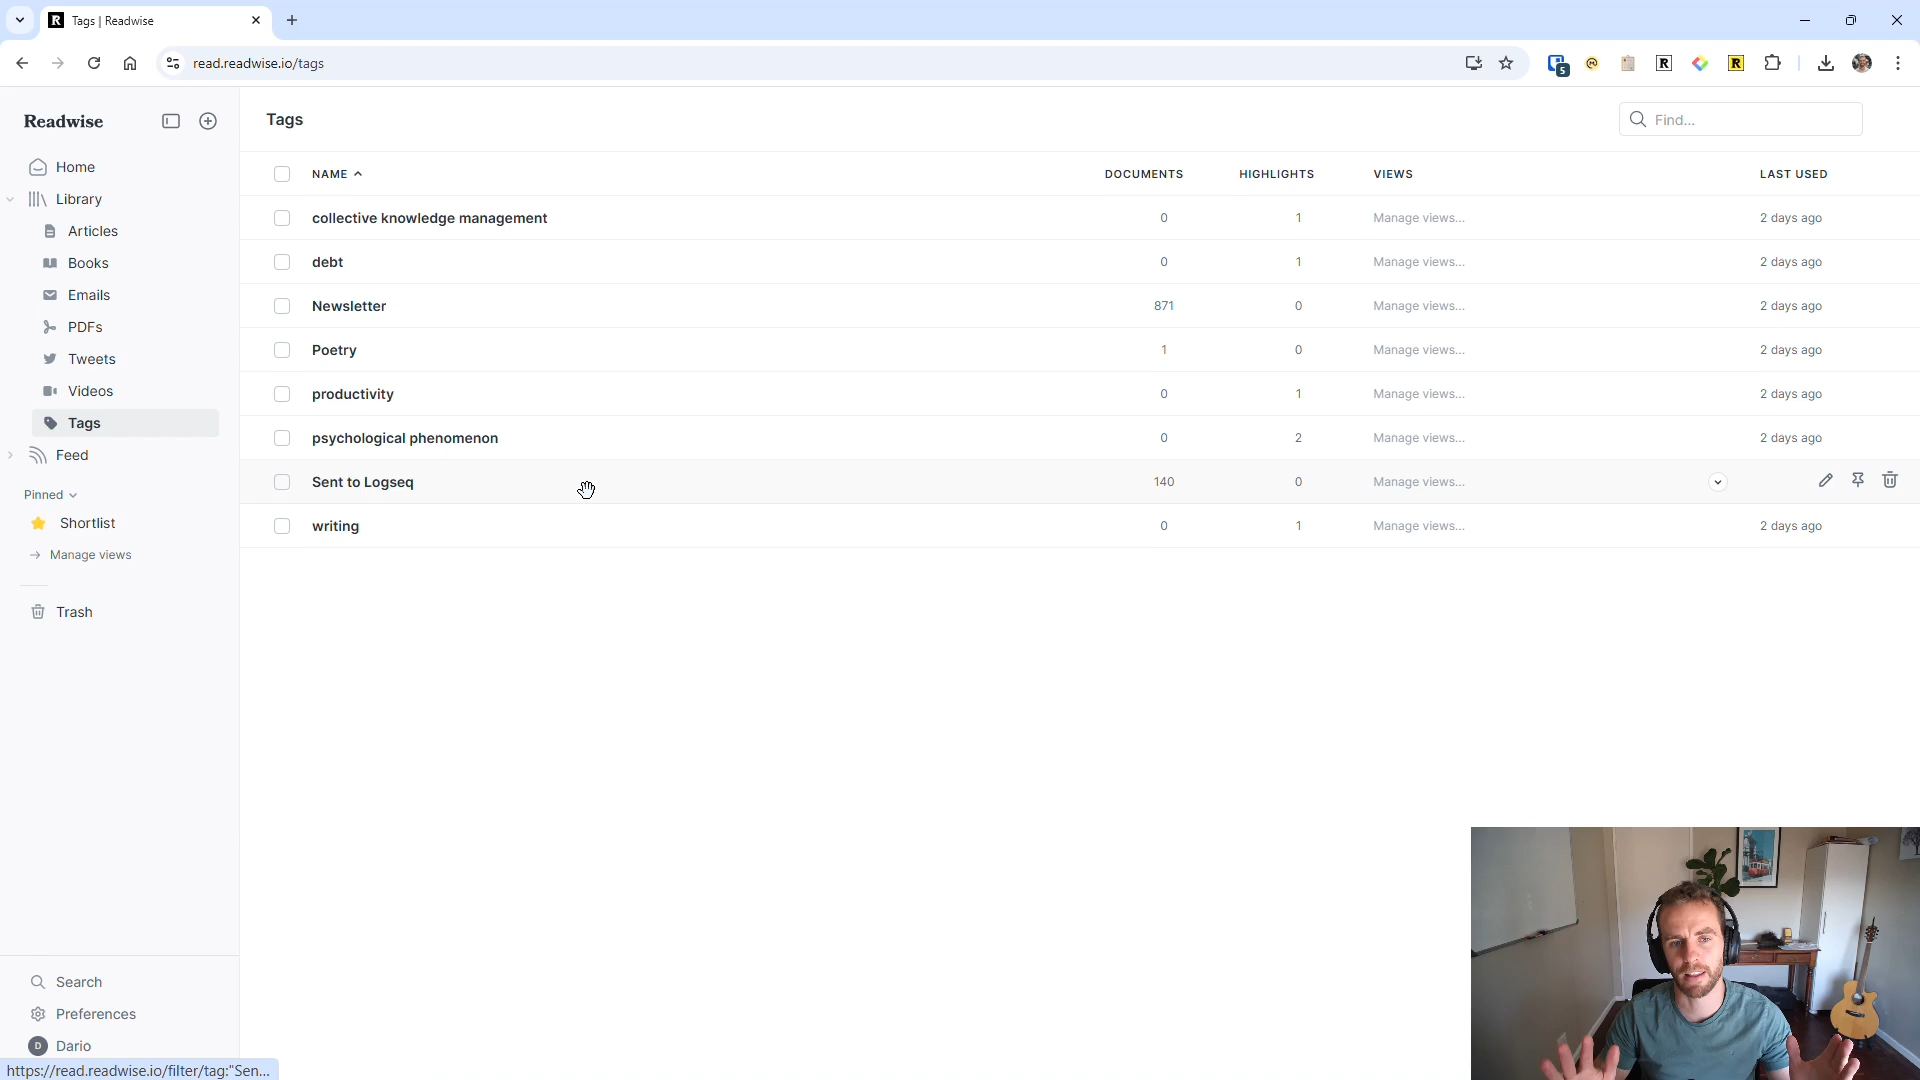 Tags | Readwise
read.readwise.io/tags
5
Readwise
Home
Library
Articles
Books
Emails
PDFs
Tweets
Videos
Tags
Feed
Pinned
Shortlist
Manage views
Trash
Search
Preferences
D Dario
https://read.readwise.io/filter/tag:"Sen...
Tags
Find...
NAME DOCUMENTS HIGHLIGHTS VIEWS LAST USED
collective knowledge management 0 1 Manage views... 2 days ago
debt 0 1 Manage views... 2 days ago
Newsletter 871 0 Manage views... 2 days ago
Poetry 1 0 Manage views... 2 days ago
productivity 0 1 Manage views... 2 days ago
psychological phenomenon 0 2 Manage views... 2 days ago
Sent to Logseq 140 0 Manage views...
writing 0 1 Manage views... 2 days ago